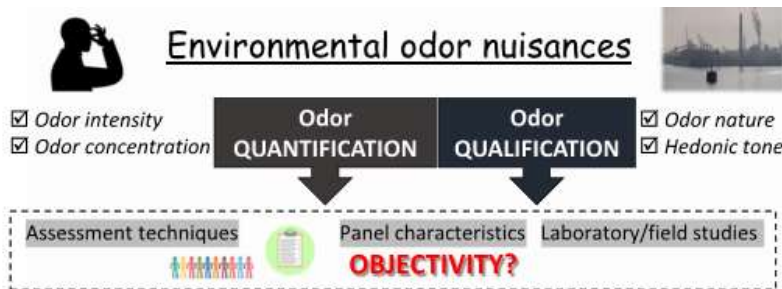 Environmental odor nuisances
☑ Odor intensity
☑ Odor concentration
Odor
QUANTIFICATION
Odor
QUALIFICATION
☑ Odor nature
☑ Hedonic tone
Assessment techniques
Panel characteristics
Laboratory/field studies
OBJECTIVITY?